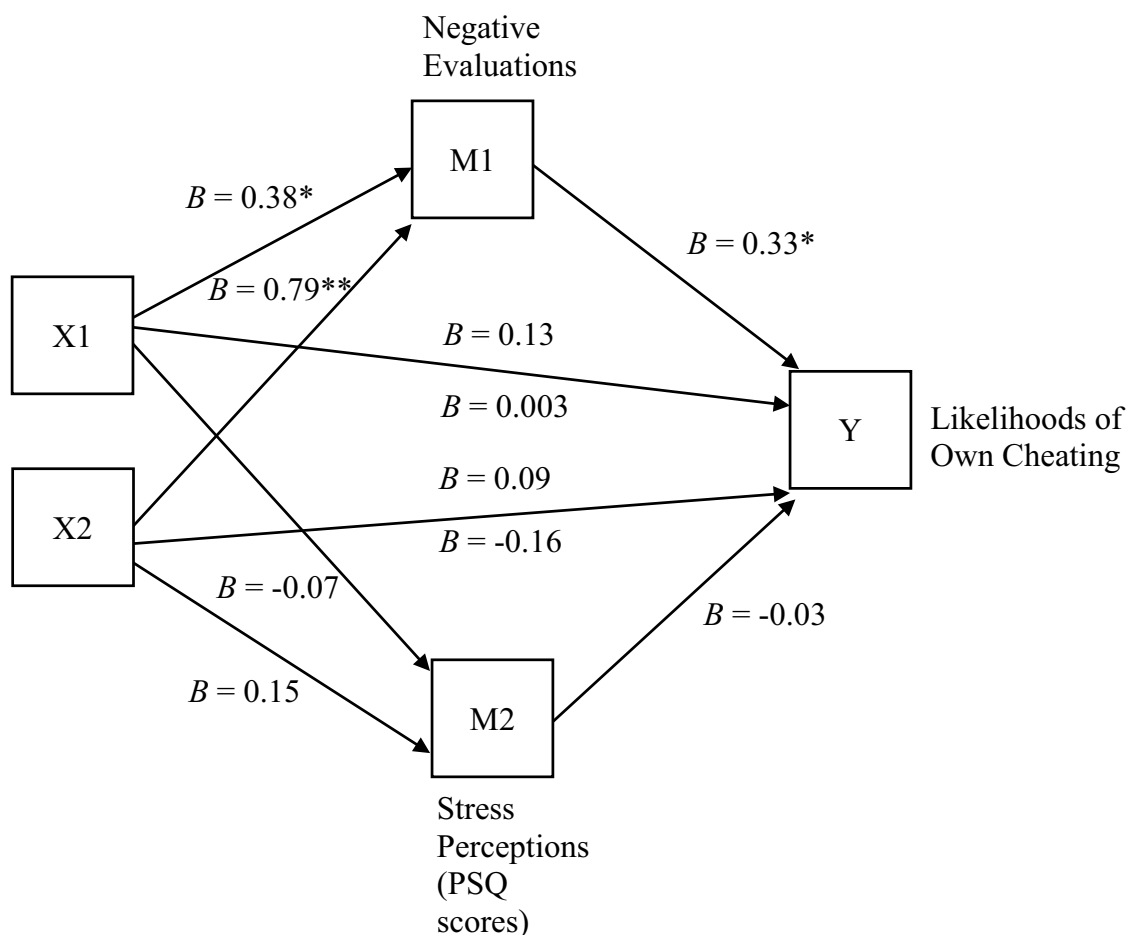 Negative
Evaluations
M1
B = 0.38*
B = 0.33*
B = 0.79**
X1
B = 0.13
B = 0.003
Y
Likelihoods of
Own Cheating
B = 0.09
X2
B = -0.16
B = -0.07
B = -0.03
B = 0.15
M2
Stress
Perceptions
(PSQ
scores)